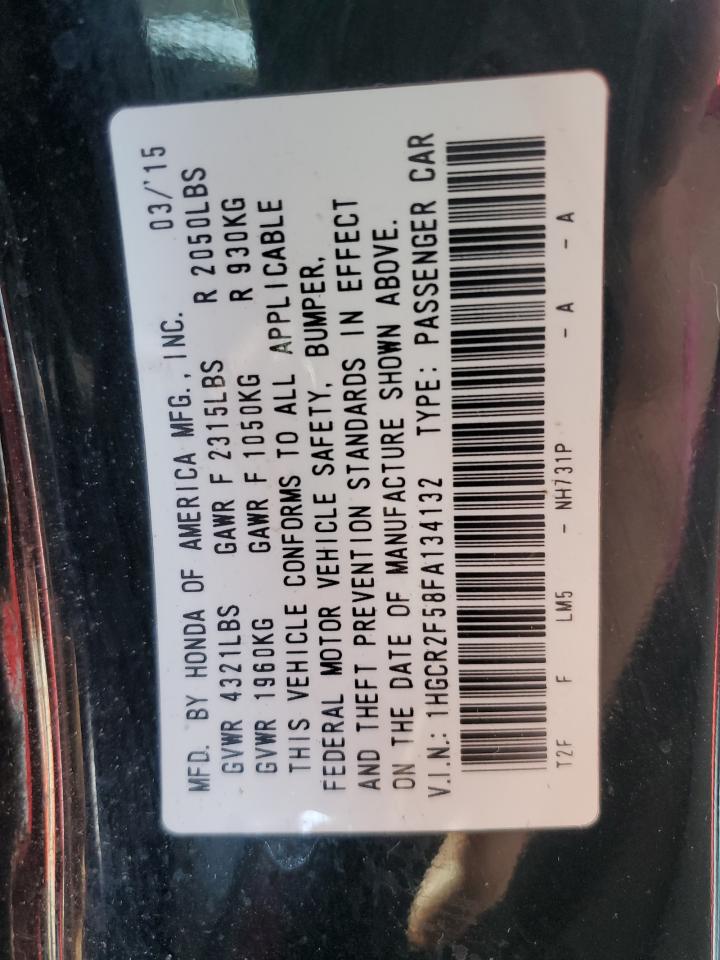 MFD. BY HONDA OF AMERICA MFG., INC. 03/'15
GVWR 4321LBS GAWR F 2315LBS R 2050LBS
GVWR 1960KG GAWR F 1050KG R 930KG
THIS VEHICLE CONFORMS TO ALL APPLICABLE
FEDERAL MOTOR VEHICLE SAFETY, BUMPER,
AND THEFT PREVENTION STANDARDS IN EFFECT
ON THE DATE OF MANUFACTURE SHOWN ABOVE.
V.I.N.: 1HGCR2F58FA134132 TYPE: PASSENGER CAR
T2F F LM5 - NH731P - A - A